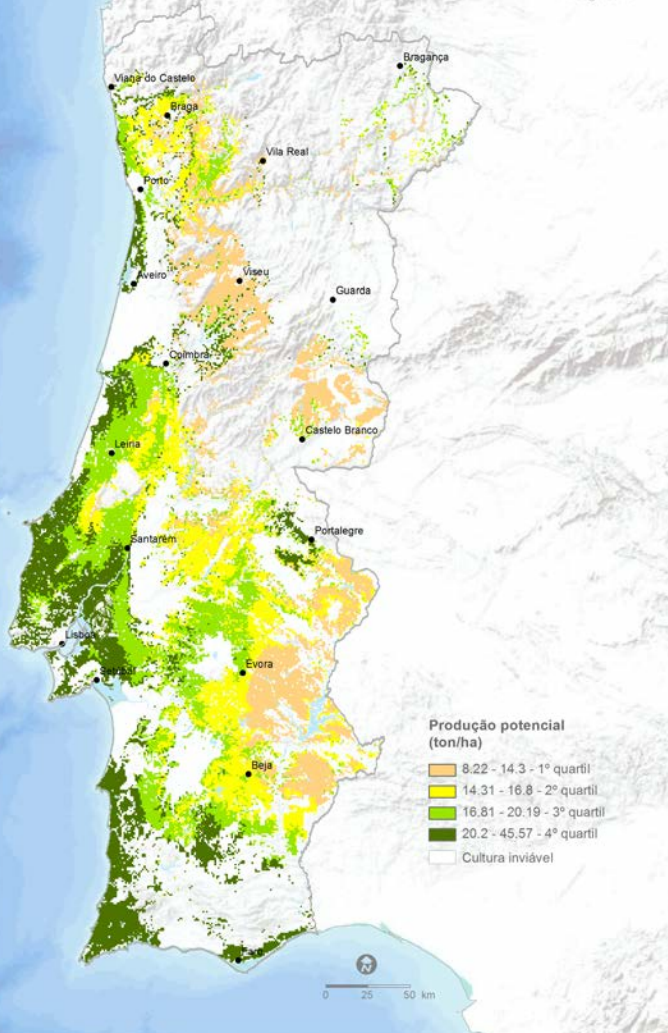 Bragança
Viana do Castelo
Braga
Vila Real
Porto
Aveiro
Viseu
Guarda
Coimbra
Castelo Branco
Leiria
Portalegre
Santarém
Lisboa
Setúbal
Évora
Beja
Faro
Produção potencial
(ton/ha)
8.22 - 14.3 - 1º quartil
14.31 - 16.8 - 2º quartil
16.81 - 20.19 - 3º quartil
20.2 - 45.57 - 4º quartil
Cultura inviável
N
0 25 50 km